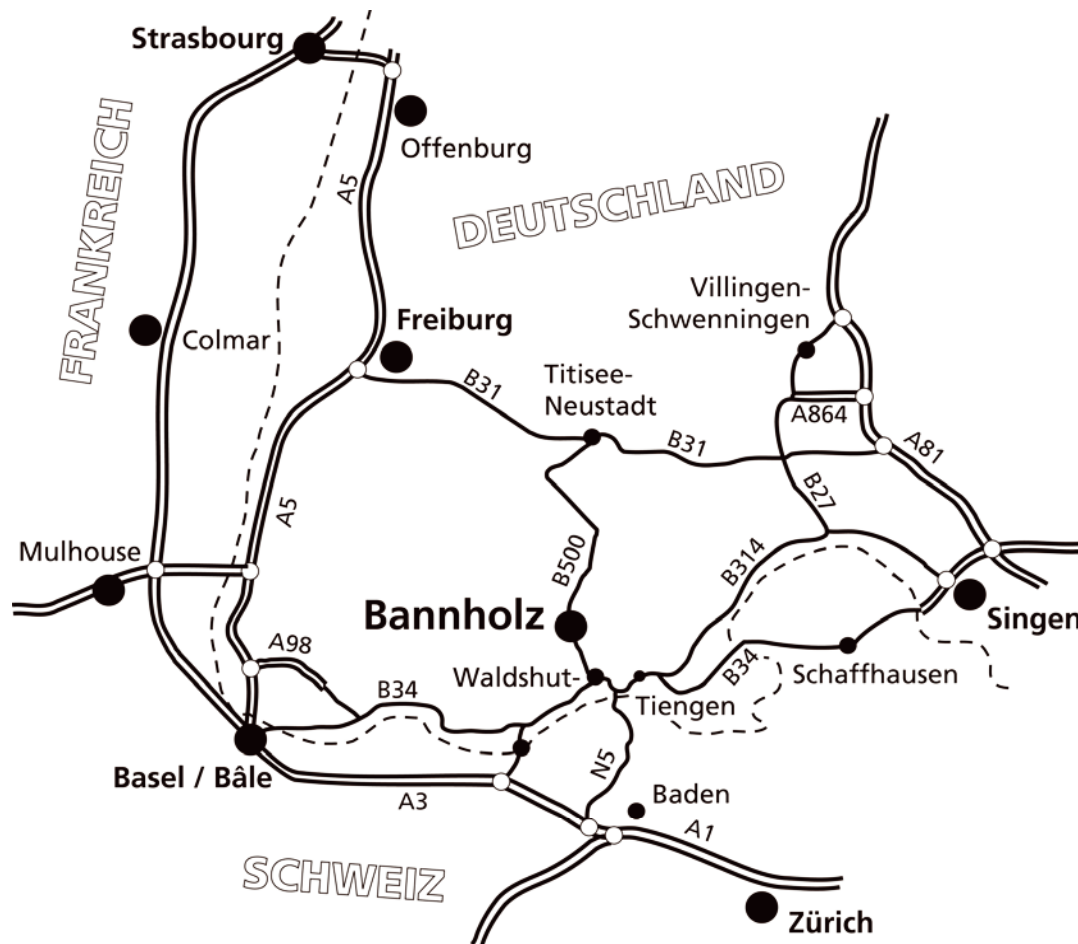 Strasbourg
FRANKREICH
Offenburg
A5
DEUTSCHLAND
Villingen-
Schwenningen
Colmar
Freiburg
B31
Titisee-
Neustadt
B31
A864
A81
B27
A5
Mulhouse
B500
B314
Bannholz
Singen
A98
Waldshut-
Tiengen
B34
Schaffhausen
B34
Basel / Bâle
A3
N5
Baden
A1
SCHWEIZ
Zürich